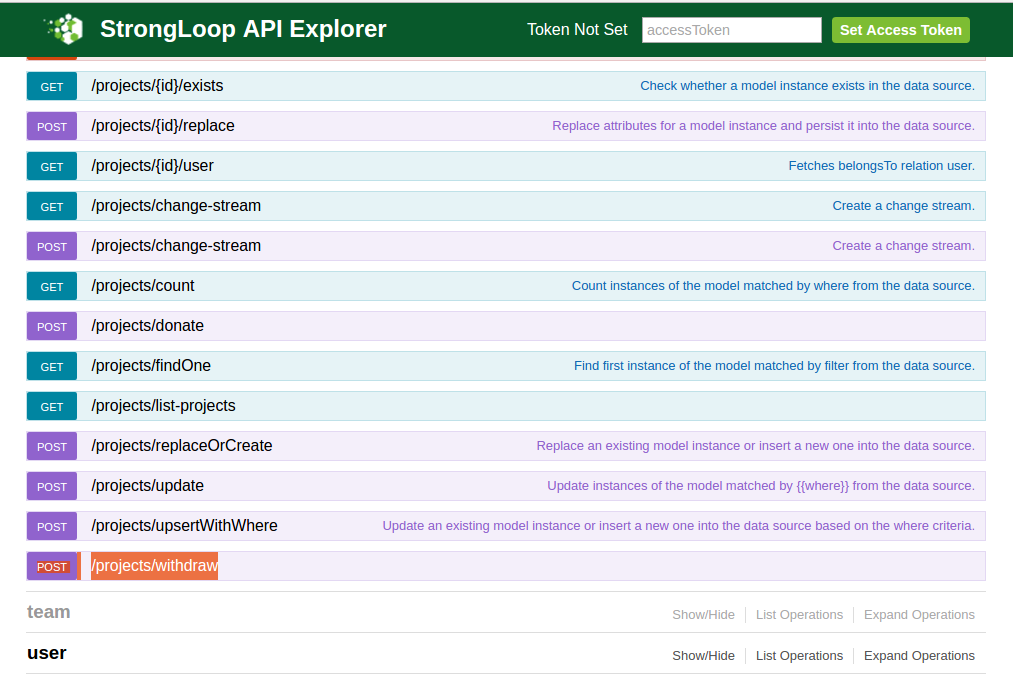 StrongLoop API Explorer Token Not Set accessToken Set Access Token
GET /projects/{id}/exists Check whether a model instance exists in the data source.
POST /projects/{id}/replace Replace attributes for a model instance and persist it into the data source.
GET /projects/{id}/user Fetches belongsTo relation user.
GET /projects/change-stream Create a change stream.
POST /projects/change-stream Create a change stream.
GET /projects/count Count instances of the model matched by where from the data source.
POST /projects/donate
GET /projects/findOne Find first instance of the model matched by filter from the data source.
GET /projects/list-projects
POST /projects/replaceOrCreate Replace an existing model instance or insert a new one into the data source.
POST /projects/update Update instances of the model matched by {{where}} from the data source.
POST /projects/upsertWithWhere Update an existing model instance or insert a new one into the data source based on the where criteria.
POST /projects/withdraw
team Show/Hide List Operations Expand Operations
user Show/Hide List Operations Expand Operations